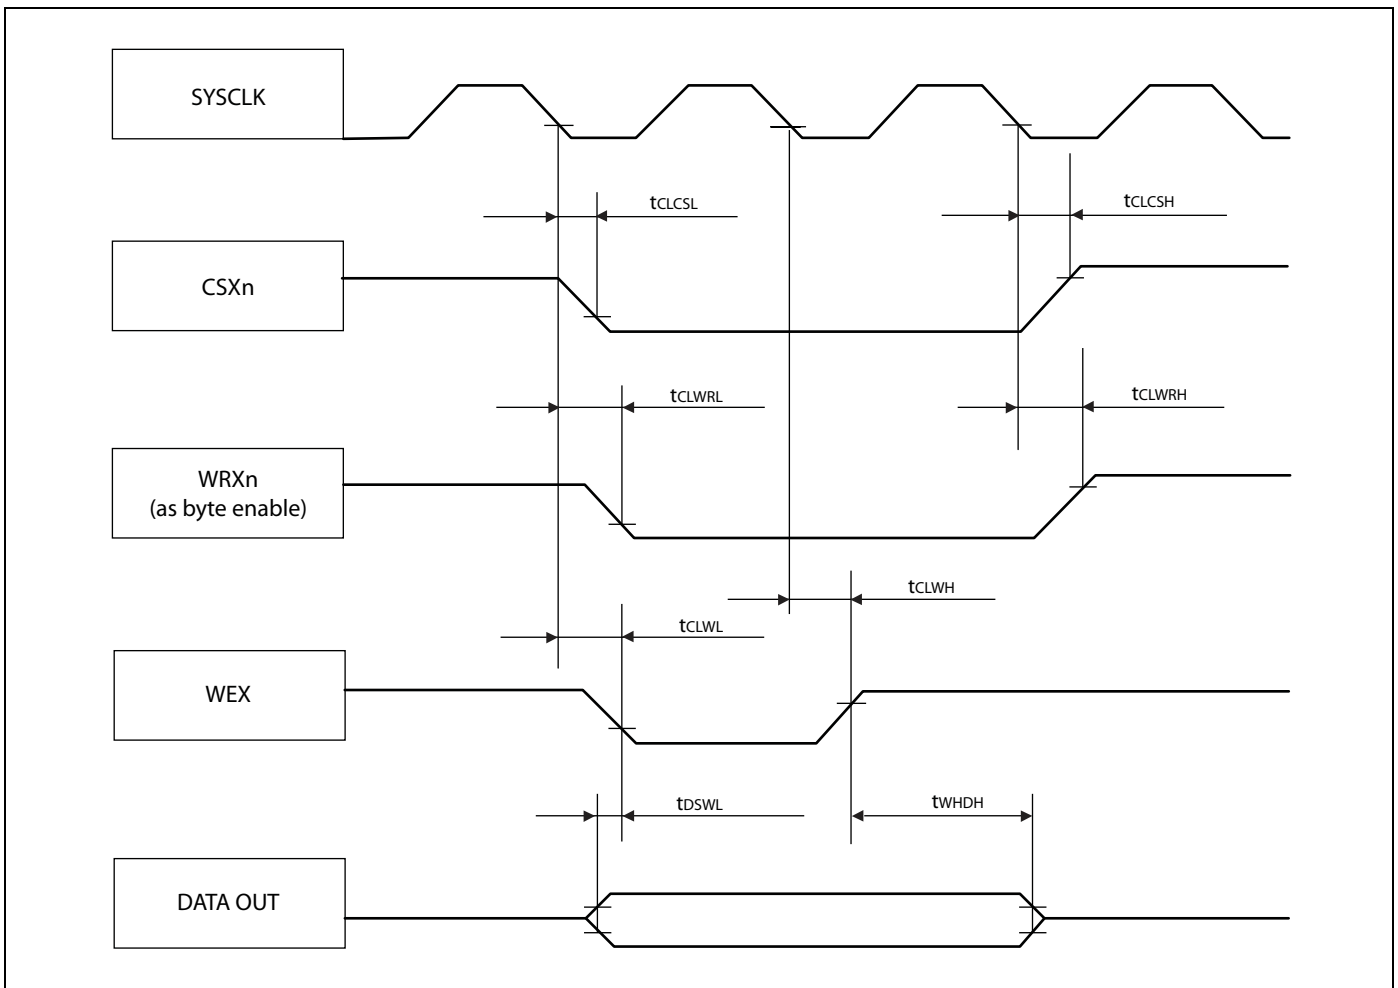 SYSCLK
tCLCSL
tCLCSH
CSXn
tCLWRL
tCLWRH
WRXn
(as byte enable)
tCLWH
tCLWL
WEX
tDSWL
tWHDH
DATA OUT